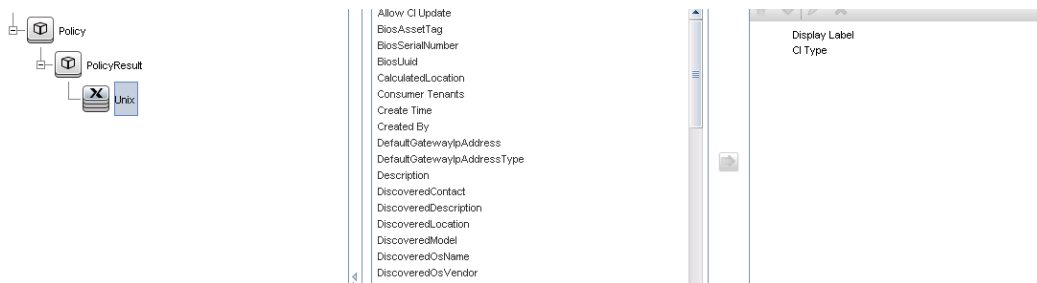 Policy
PolicyResult
Unix
Allow CI Update
BiosAssetTag
BiosSerialNumber
BiosUuid
CalculatedLocation
Consumer Tenants
Create Time
Created By
DefaultGatewayIpAddress
DefaultGatewayIpAddressType
Description
DiscoveredContact
DiscoveredDescription
DiscoveredLocation
DiscoveredModel
DiscoveredOsName
DiscoveredOsVendor
Display Label
CI Type